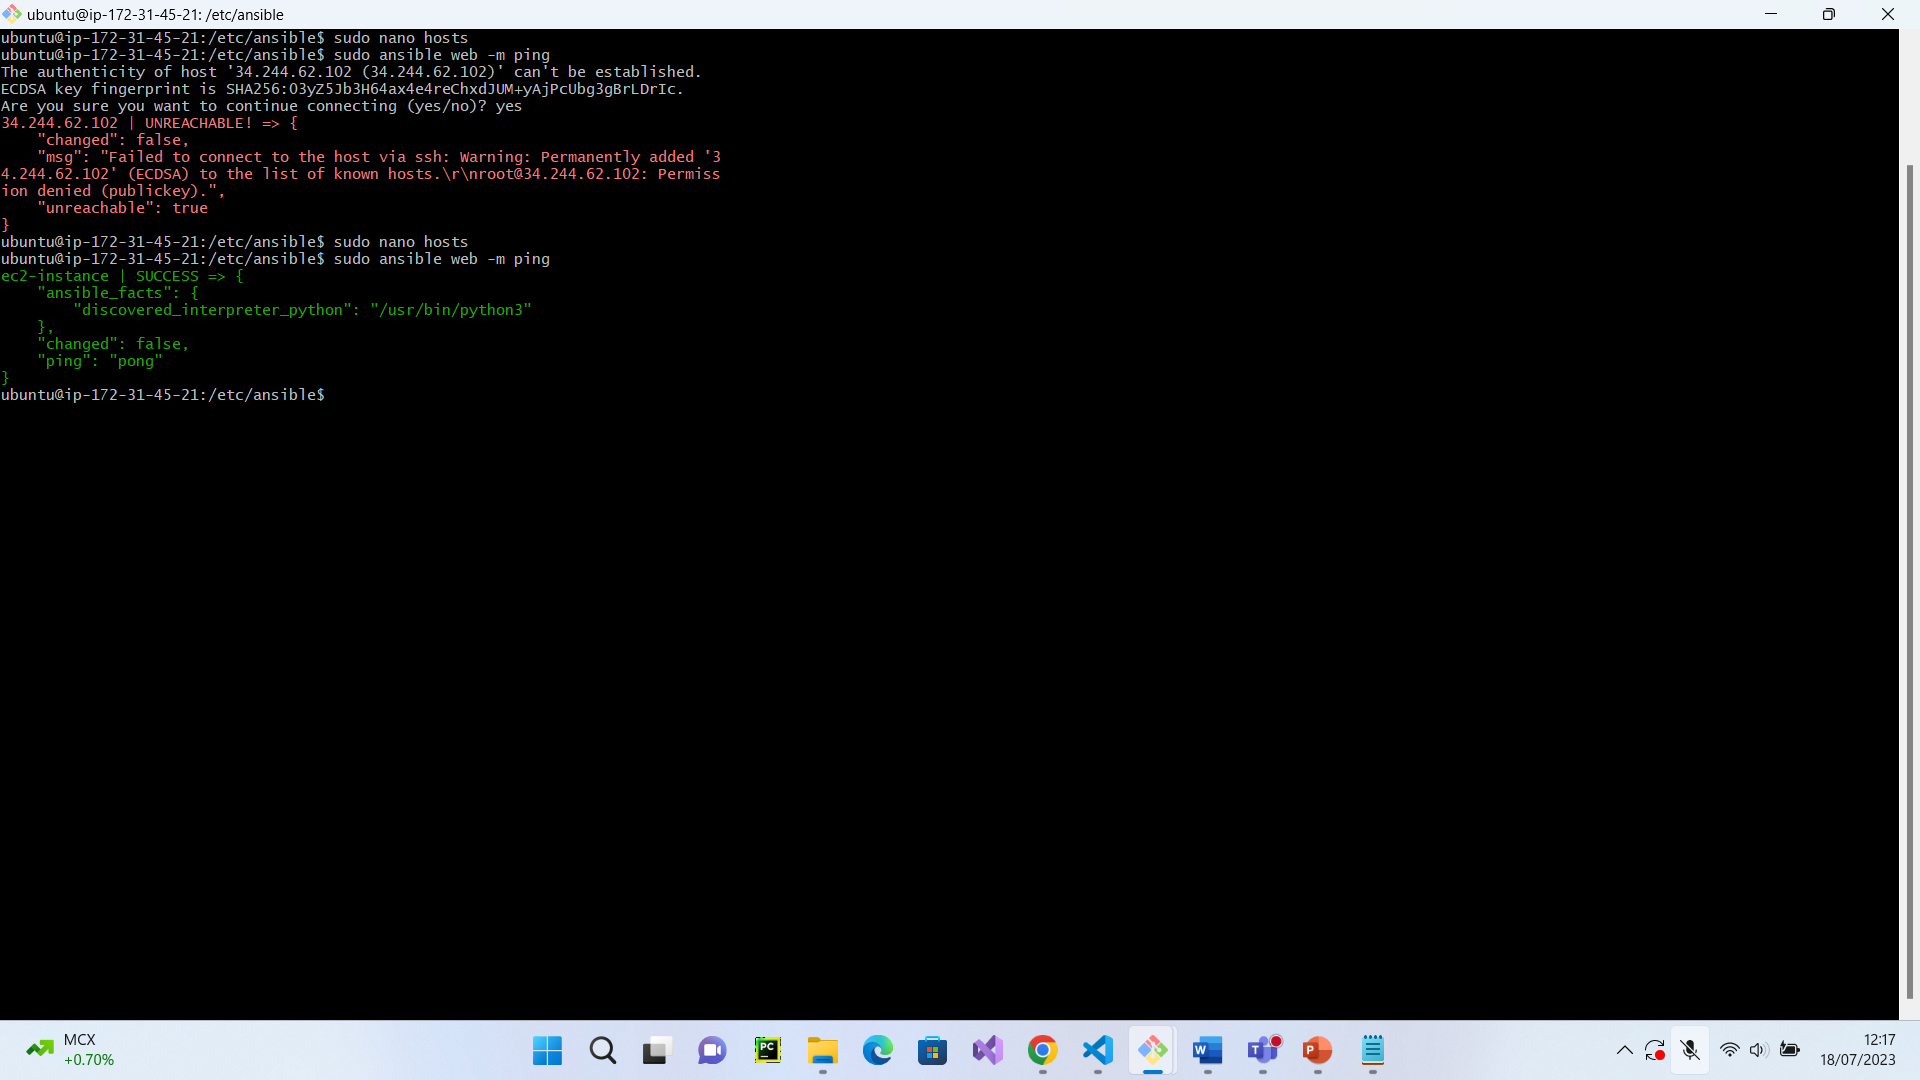 ubuntu@ip-172-31-45-21: /etc/ansible
ubuntu@ip-172-31-45-21:/etc/ansible$ sudo nano hosts
ubuntu@ip-172-31-45-21:/etc/ansible$ sudo ansible web -m ping
The authenticity of host '34.244.62.102 (34.244.62.102)' can't be established.
ECDSA key fingerprint is SHA256:O3yZ5Jb3H64ax4e4reChxdJUM+yAjPcUbg3gBrLDrIc.
Are you sure you want to continue connecting (yes/no)? yes
34.244.62.102 | UNREACHABLE! => {
    "changed": false,
    "msg": "Failed to connect to the host via ssh: Warning: Permanently added '3
4.244.62.102' (ECDSA) to the list of known hosts.\r\nroot@34.244.62.102: Permiss
ion denied (publickey).",
    "unreachable": true
}
ubuntu@ip-172-31-45-21:/etc/ansible$ sudo nano hosts
ubuntu@ip-172-31-45-21:/etc/ansible$ sudo ansible web -m ping
ec2-instance | SUCCESS => {
    "ansible_facts": {
        "discovered_interpreter_python": "/usr/bin/python3"
    },
    "changed": false,
    "ping": "pong"
}
ubuntu@ip-172-31-45-21:/etc/ansible$
MCX
+0.70%
PC
W
T
P
12:17
18/07/2023